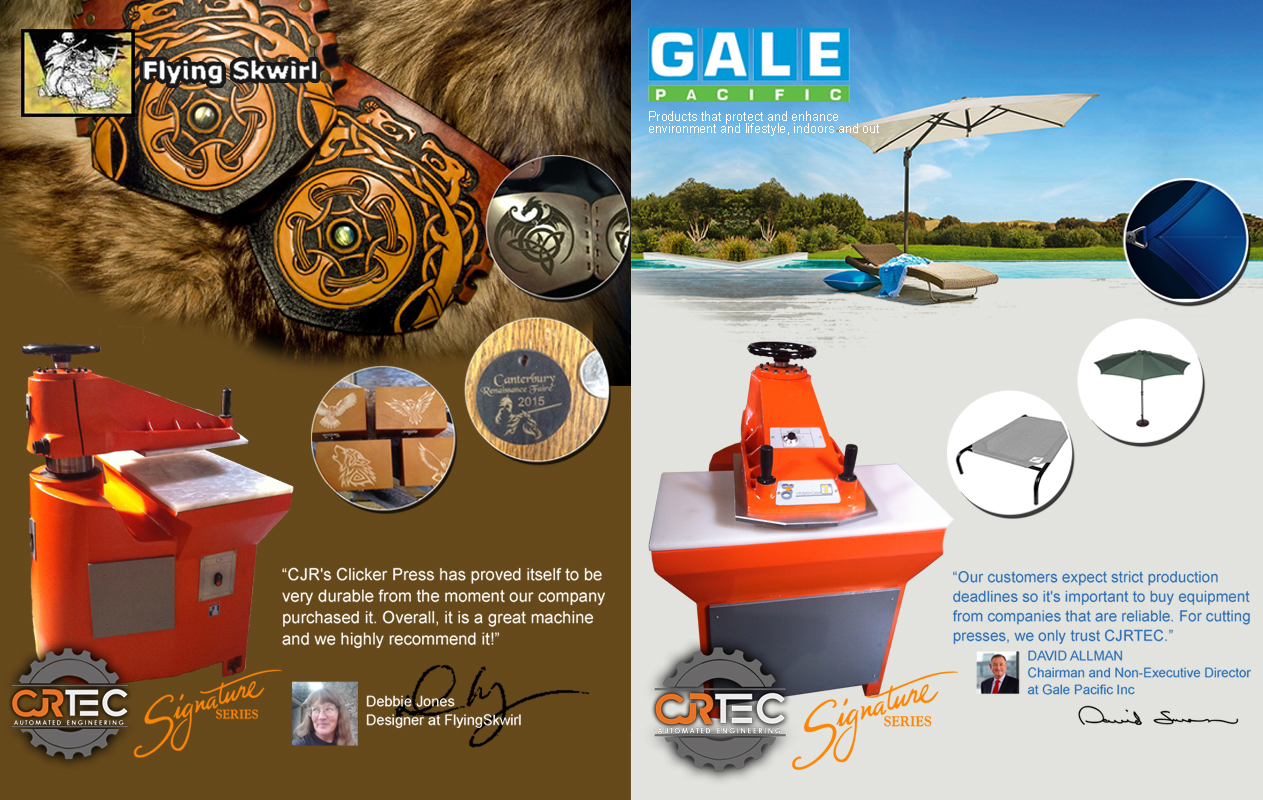 Flying Skwirl
Canterbury
Renaissance Faire
2015
“CJR's Clicker Press has proved itself to be
very durable from the moment our company
purchased it. Overall, it is a great machine
and we highly recommend it!”
CJRTEC
AUTOMATED ENGINEERING
Signature
SERIES
Debbie Jones
Designer at FlyingSkwirl
GALE
PACIFIC
Products that protect and enhance
environment and lifestyle, indoors and out
“Our customers expect strict production
deadlines so it's important to buy equipment
from companies that are reliable. For cutting
presses, we only trust CJRTEC.”
DAVID ALLMAN
Chairman and Non-Executive Director
at Gale Pacific Inc
CJRTEC
AUTOMATED ENGINEERING
Signature
SERIES